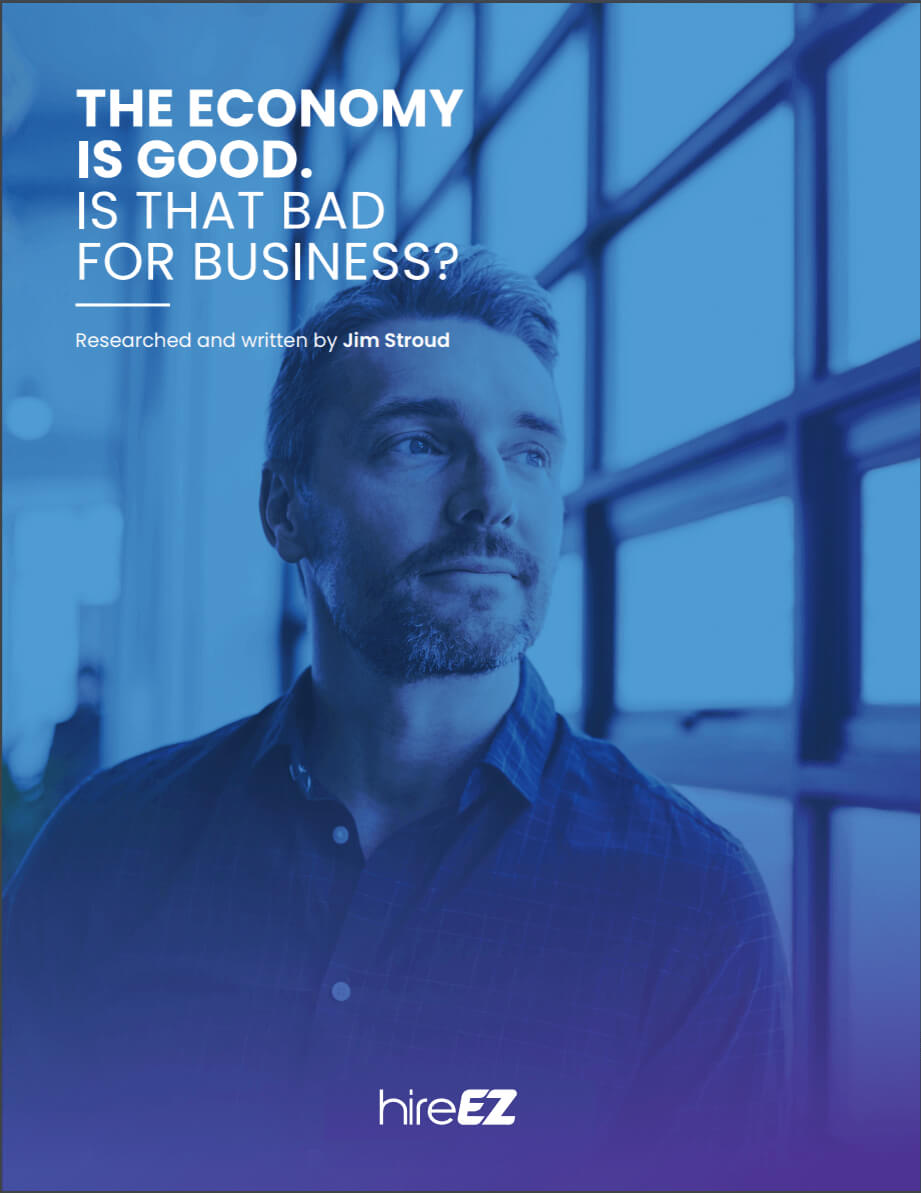 THE ECONOMY
IS GOOD.
IS THAT BAD
FOR BUSINESS?
Researched and written by Jim Stroud
hireEZ